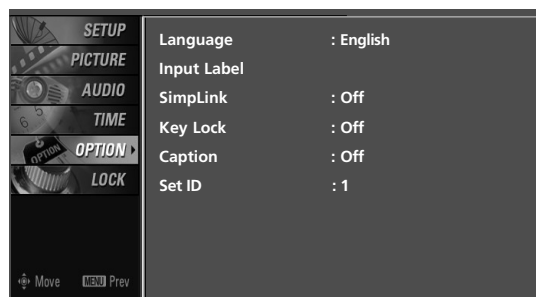 SETUP
PICTURE
AUDIO
TIME
OPTION
LOCK
Move MENU Prev
Language : English
Input Label
SimpLink : Off
Key Lock : Off
Caption : Off
Set ID : 1